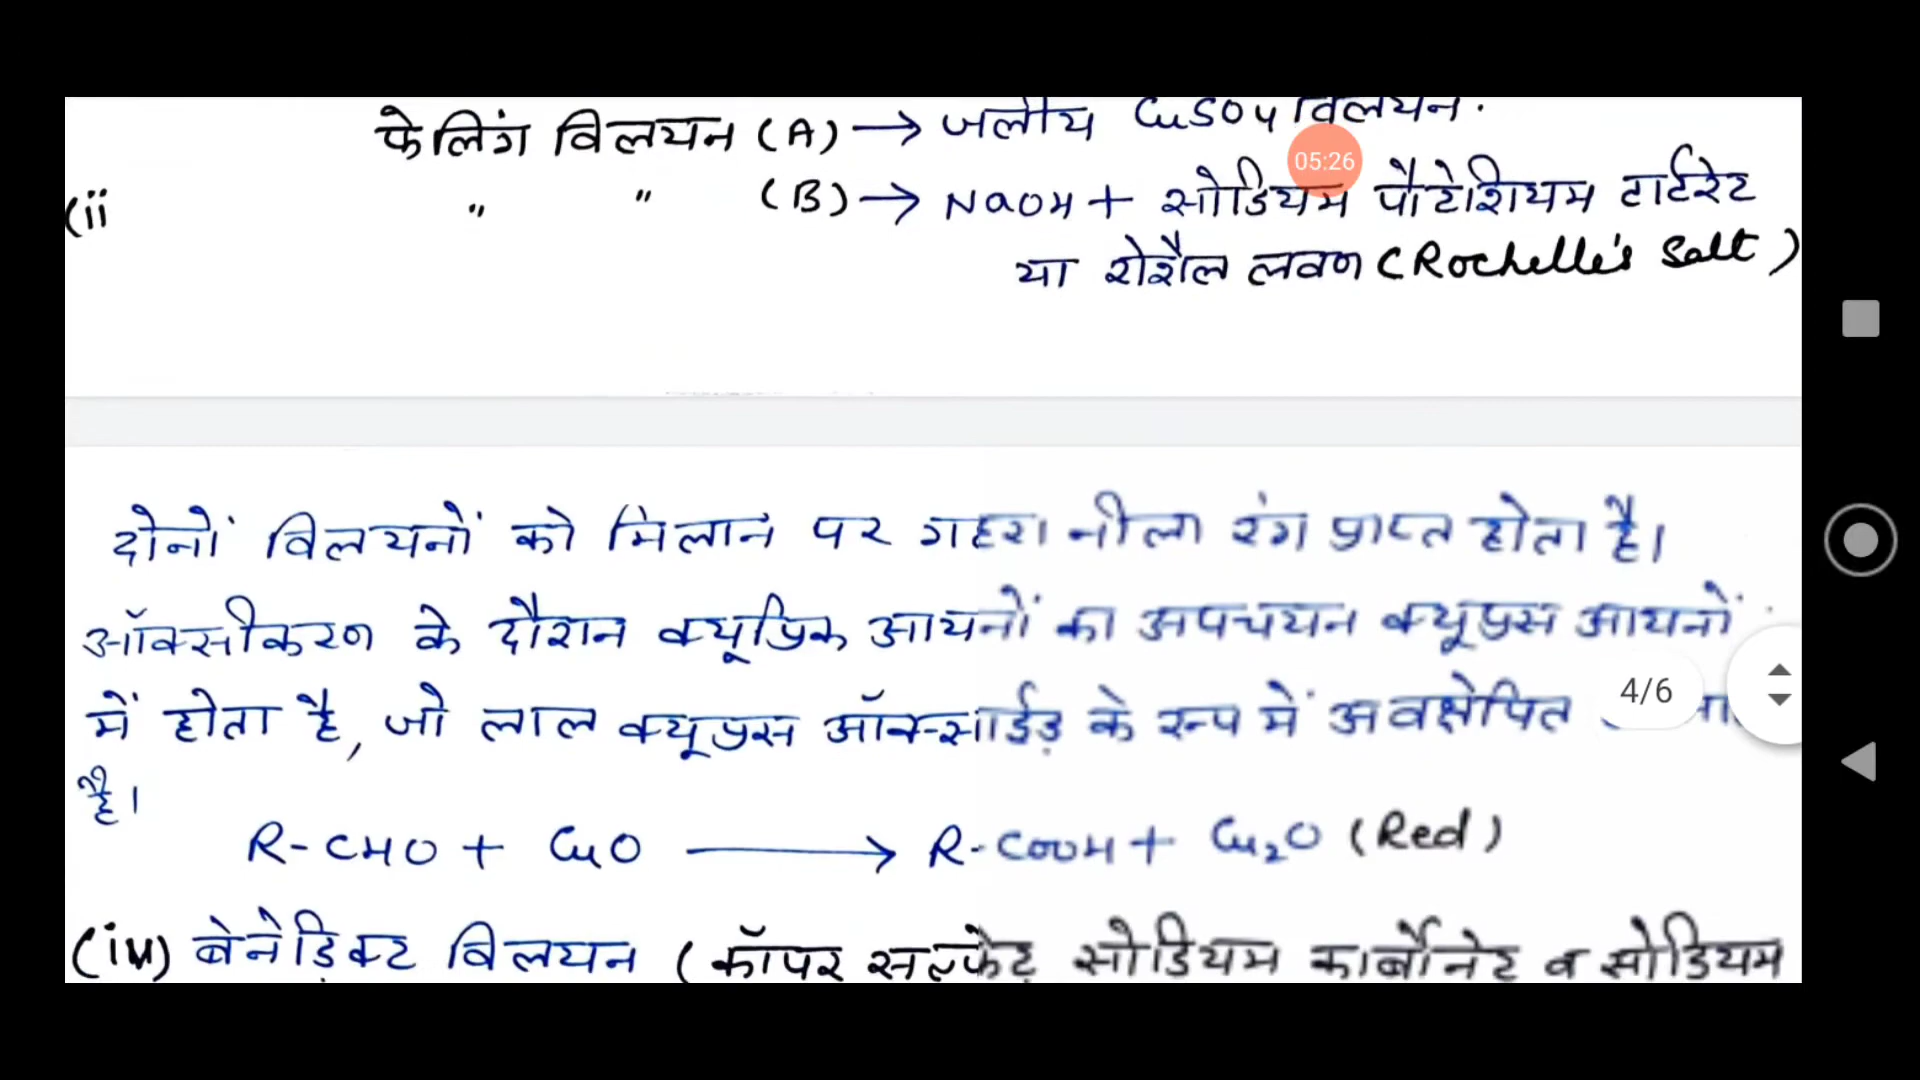 फेलिंग विलयन (A) → जलीय CuSO4 विलयन.
05:26
(ii " " (B) → NaOH + सोडियम पौटेशियम टार्टरेट
या रोशैल लवण (Rochelle's Salt)
दोनों विलयनों को मिलान पर गहरा नीला रंग प्राप्त होता है।
ऑक्सीकरण के दौरान क्यूप्रिक आयनों का अपचयन क्यूप्रस आयनों
में होता है, जो लाल क्यूप्रस ऑक्साईड के रूप में अवक्षेपित
4/6
है।
R-CHO + CuO → R-COOH + Cu2O (Red)
(iv) बेनेडिक्ट विलयन (कॉपर सल्फेट सोडियम कार्बोनेट व सोडियम